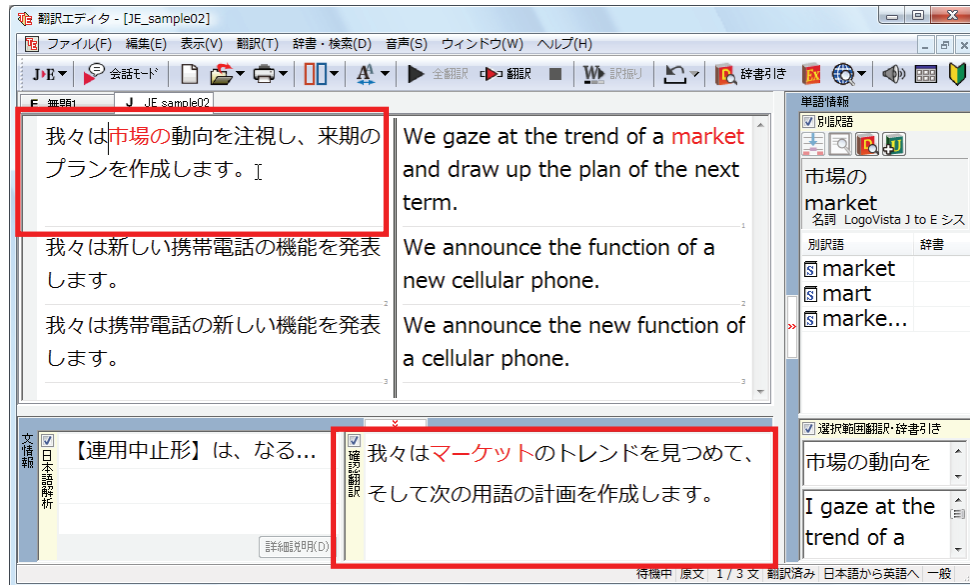 翻訳エディタ - [JE_sample02]
ファイル(F) 編集(E) 表示(V) 翻訳(T) 辞書・検索(D) 音声(S) ウィンドウ(W) ヘルプ(H)
J▸E 会話モード 全翻訳 翻訳 訳振り 辞書引き
E 無題1 J JE sample02
我々は市場の動向を注視し、来期の
プランを作成します。
We gaze at the trend of a market
and draw up the plan of the next
term.
1
我々は新しい携帯電話の機能を発表
します。
2
We announce the function of a
new cellular phone.
2
我々は携帯電話の新しい機能を発表
します。
3
We announce the new function of
a cellular phone.
3
単語情報
別訳語
市場の
market
名詞 LogoVista J to E シス
別訳語 辞書
S market
S mart
S marke...
文情報
日本語解析
【連用中止形】は、なる...
詳細説明(D)
確認翻訳
我々はマーケットのトレンドを見つめて、
そして次の用語の計画を作成します。
選択範囲翻訳・辞書引き
市場の動向を
I gaze at the
trend of a
待機中 原文 1 / 3 文 翻訳済み 日本語から英語へ 一般